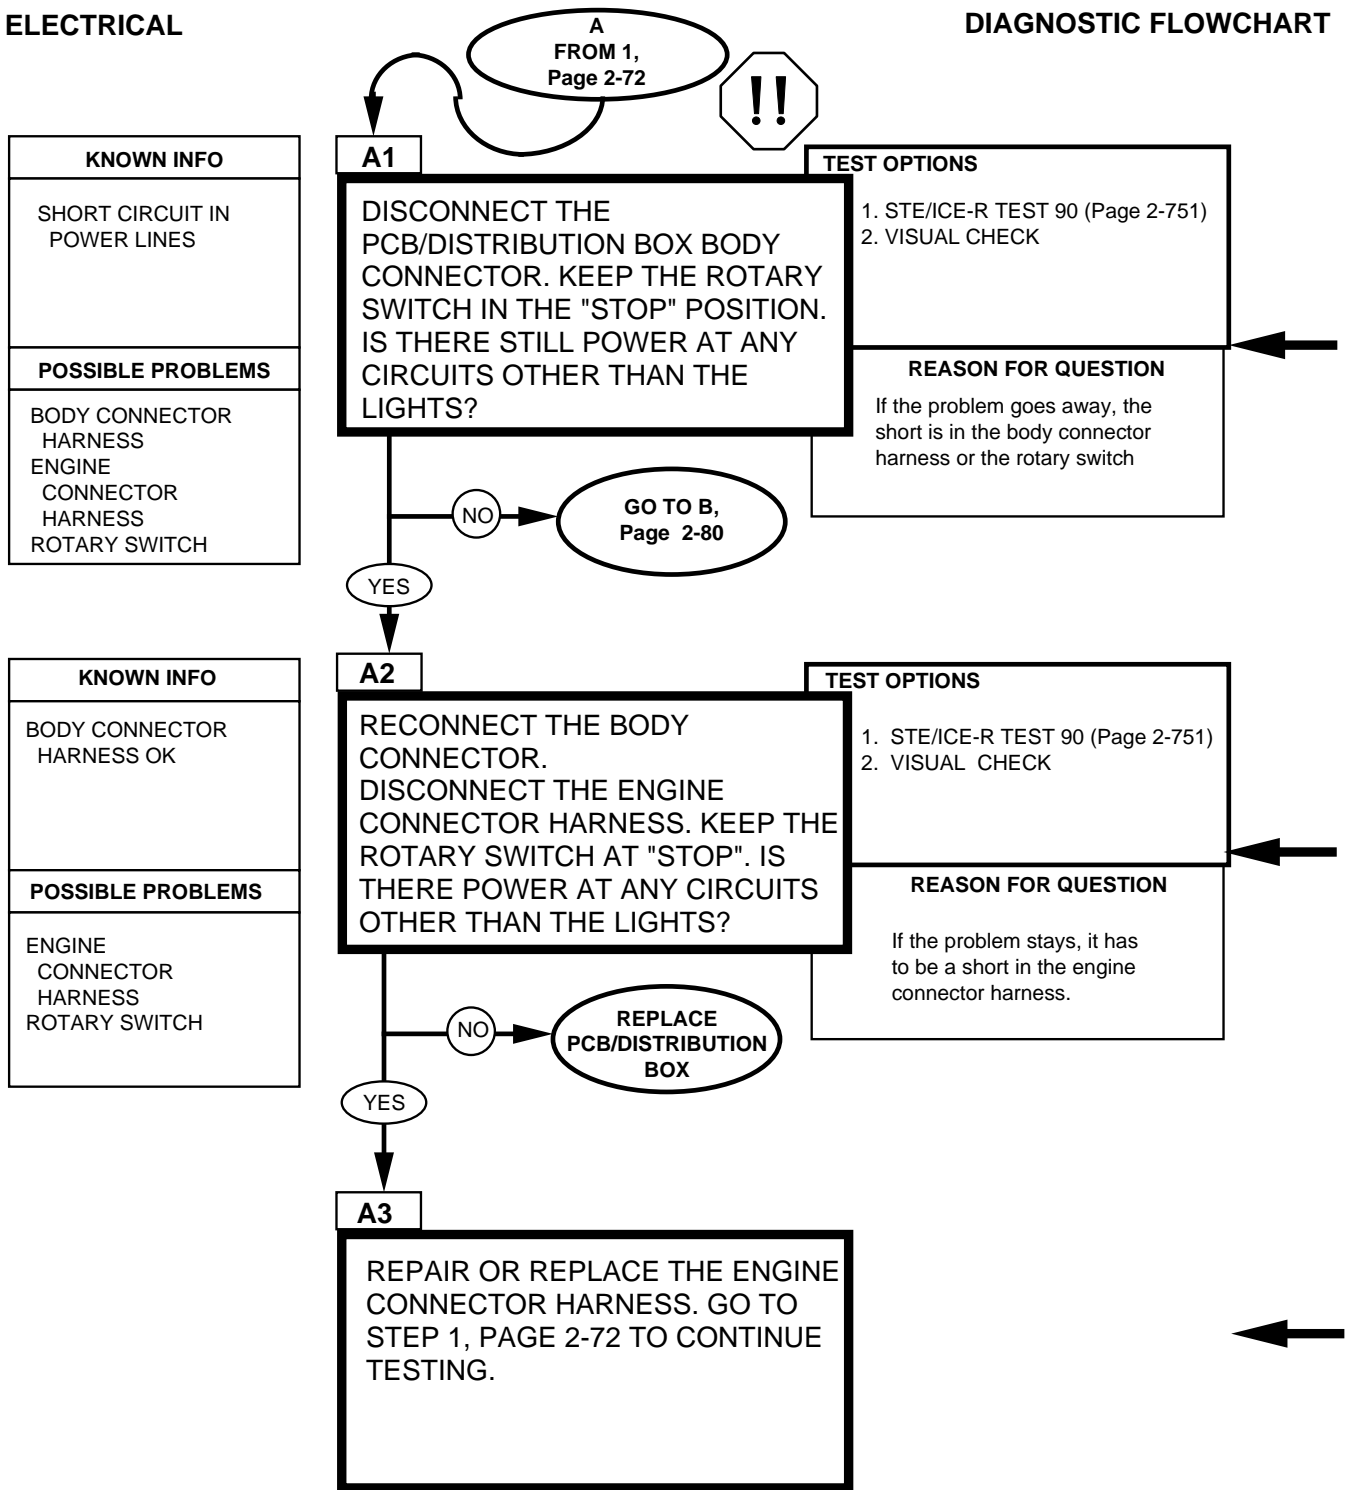 ELECTRICAL
DIAGNOSTIC FLOWCHART
A
FROM 1,
Page 2-72
!!
KNOWN INFO
SHORT CIRCUIT IN
POWER LINES
POSSIBLE PROBLEMS
BODY CONNECTOR
HARNESS
ENGINE
CONNECTOR
HARNESS
ROTARY SWITCH
A1
DISCONNECT THE
PCB/DISTRIBUTION BOX BODY
CONNECTOR. KEEP THE ROTARY
SWITCH IN THE "STOP" POSITION.
IS THERE STILL POWER AT ANY
CIRCUITS OTHER THAN THE
LIGHTS?
TEST OPTIONS
1. STE/ICE-R TEST 90 (Page 2-751)
2. VISUAL CHECK
REASON FOR QUESTION
If the problem goes away, the
short is in the body connector
harness or the rotary switch
NO
GO TO B,
Page 2-80
YES
KNOWN INFO
BODY CONNECTOR
HARNESS OK
POSSIBLE PROBLEMS
ENGINE
CONNECTOR
HARNESS
ROTARY SWITCH
A2
RECONNECT THE BODY
CONNECTOR.
DISCONNECT THE ENGINE
CONNECTOR HARNESS. KEEP THE
ROTARY SWITCH AT "STOP". IS
THERE POWER AT ANY CIRCUITS
OTHER THAN THE LIGHTS?
TEST OPTIONS
1. STE/ICE-R TEST 90 (Page 2-751)
2. VISUAL CHECK
REASON FOR QUESTION
If the problem stays, it has
to be a short in the engine
connector harness.
NO
REPLACE
PCB/DISTRIBUTION
BOX
YES
A3
REPAIR OR REPLACE THE ENGINE
CONNECTOR HARNESS. GO TO
STEP 1, PAGE 2-72 TO CONTINUE
TESTING.